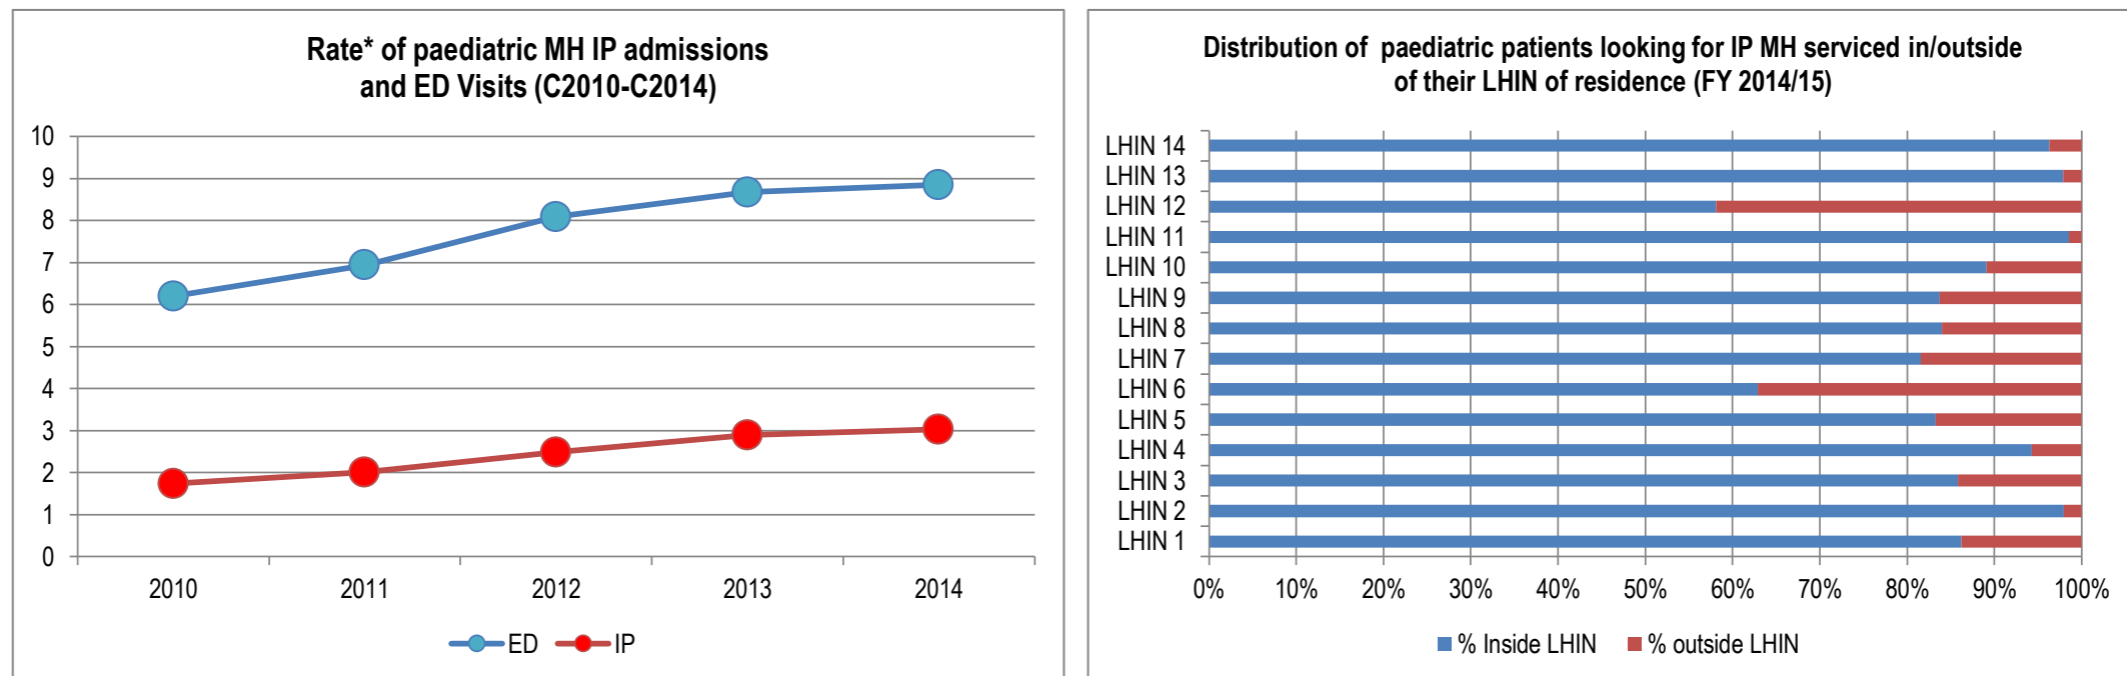 Rate* of paediatric MH IP admissions
and ED Visits (C2010-C2014)
10
9
8
7
6
5
4
3
2
1
0
2010 2011 2012 2013 2014
ED IP
Distribution of paediatric patients looking for IP MH serviced in/outside
of their LHIN of residence (FY 2014/15)
LHIN 14
LHIN 13
LHIN 12
LHIN 11
LHIN 10
LHIN 9
LHIN 8
LHIN 7
LHIN 6
LHIN 5
LHIN 4
LHIN 3
LHIN 2
LHIN 1
0% 10% 20% 30% 40% 50% 60% 70% 80% 90% 100%
% Inside LHIN % outside LHIN